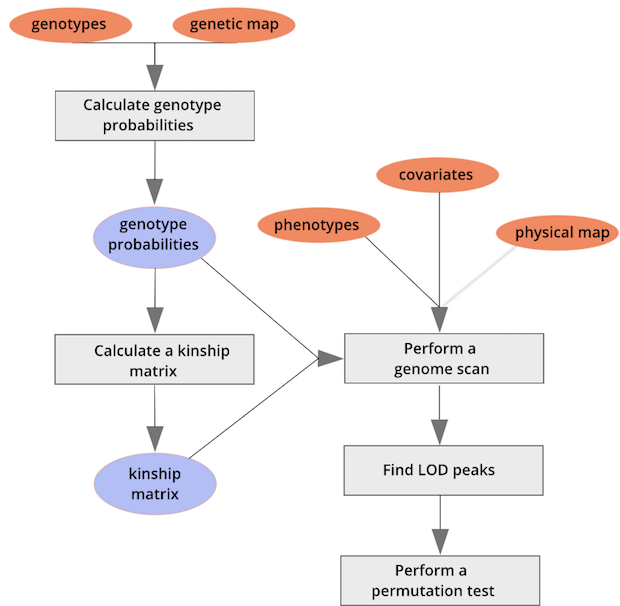 genotypes
genetic map
Calculate genotype
probabilities
genotype
probabilities
Calculate a kinship
matrix
kinship
matrix
covariates
phenotypes
physical map
Perform a
genome scan
Find LOD peaks
Perform a
permutation test